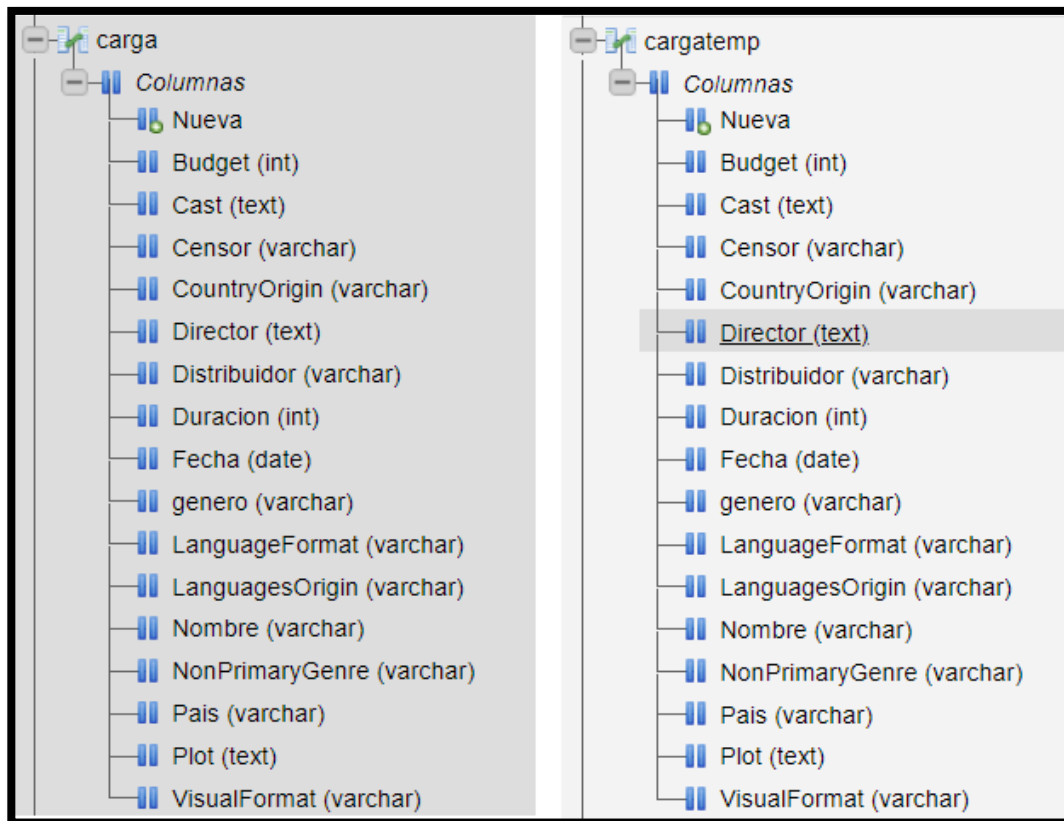 carga
Columnas
Nueva
Budget (int)
Cast (text)
Censor (varchar)
CountryOrigin (varchar)
Director (text)
Distribuidor (varchar)
Duracion (int)
Fecha (date)
genero (varchar)
LanguageFormat (varchar)
LanguagesOrigin (varchar)
Nombre (varchar)
NonPrimaryGenre (varchar)
Pais (varchar)
Plot (text)
VisualFormat (varchar)
cargatemp
Columnas
Nueva
Budget (int)
Cast (text)
Censor (varchar)
CountryOrigin (varchar)
Director (text)
Distribuidor (varchar)
Duracion (int)
Fecha (date)
genero (varchar)
LanguageFormat (varchar)
LanguagesOrigin (varchar)
Nombre (varchar)
NonPrimaryGenre (varchar)
Pais (varchar)
Plot (text)
VisualFormat (varchar)